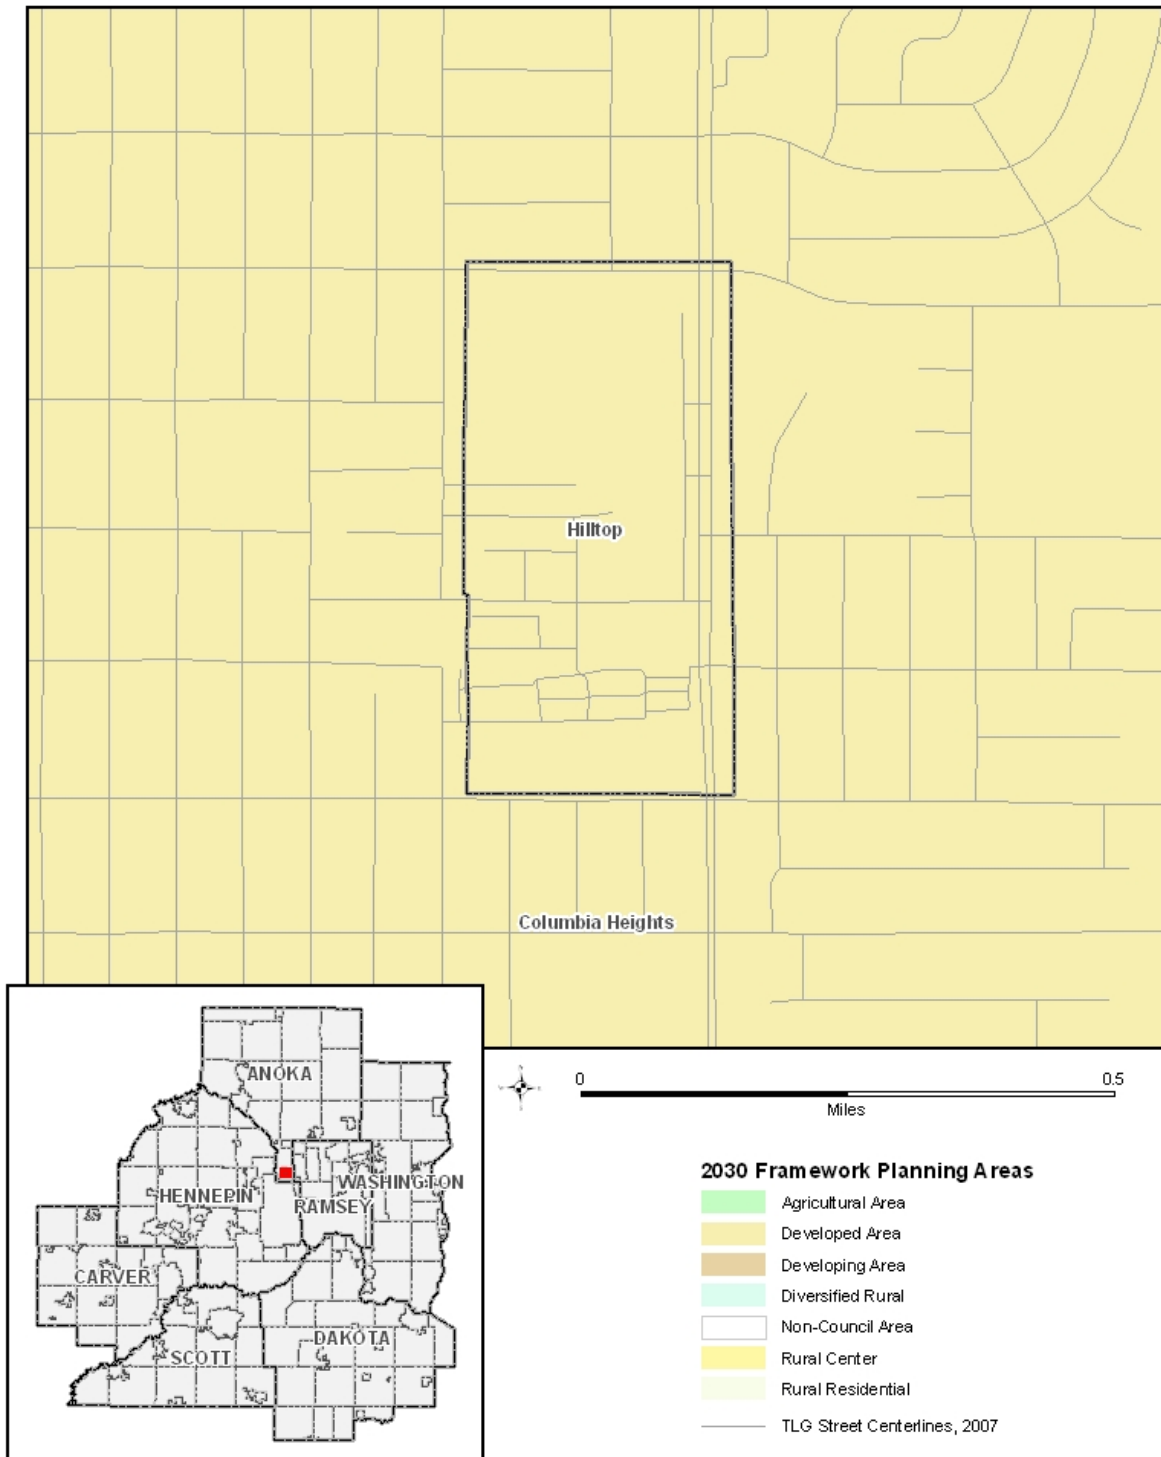 Hilltop
Columbia Heights
ANOKA
WASHINGTON
HENNEPIN
RAMSEY
CARVER
DAKOTA
SCOTT
0 0.5
Miles
2030 Framework Planning Areas
Agricultural Area
Developed Area
Developing Area
Diversified Rural
Non-Council Area
Rural Center
Rural Residential
TLG Street Centerlines, 2007